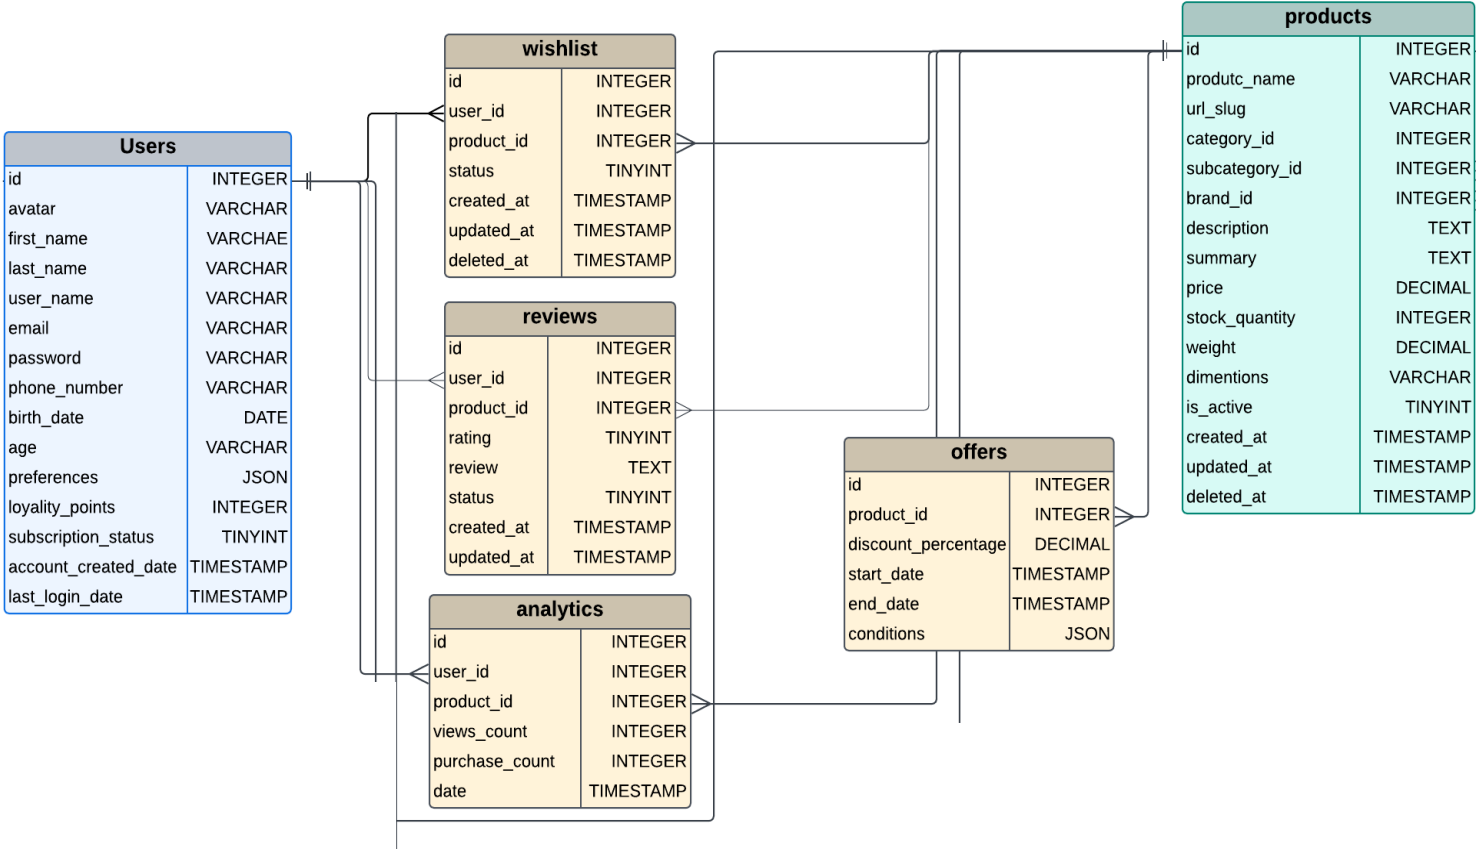 Users
id INTEGER
avatar VARCHAR
first_name VARCHAE
last_name VARCHAR
user_name VARCHAR
email VARCHAR
password VARCHAR
phone_number VARCHAR
birth_date DATE
age VARCHAR
preferences JSON
loyality_points INTEGER
subscription_status TINYINT
account_created_date TIMESTAMP
last_login_date TIMESTAMP
wishlist
id INTEGER
user_id INTEGER
product_id INTEGER
status TINYINT
created_at TIMESTAMP
updated_at TIMESTAMP
deleted_at TIMESTAMP
reviews
id INTEGER
user_id INTEGER
product_id INTEGER
rating TINYINT
review TEXT
status TINYINT
created_at TIMESTAMP
updated_at TIMESTAMP
analytics
id INTEGER
user_id INTEGER
product_id INTEGER
views_count INTEGER
purchase_count INTEGER
date TIMESTAMP
offers
id INTEGER
product_id INTEGER
discount_percentage DECIMAL
start_date TIMESTAMP
end_date TIMESTAMP
conditions JSON
products
id INTEGER
produtc_name VARCHAR
url_slug VARCHAR
category_id INTEGER
subcategory_id INTEGER
brand_id INTEGER
description TEXT
summary TEXT
price DECIMAL
stock_quantity INTEGER
weight DECIMAL
dimentions VARCHAR
is_active TINYINT
created_at TIMESTAMP
updated_at TIMESTAMP
deleted_at TIMESTAMP